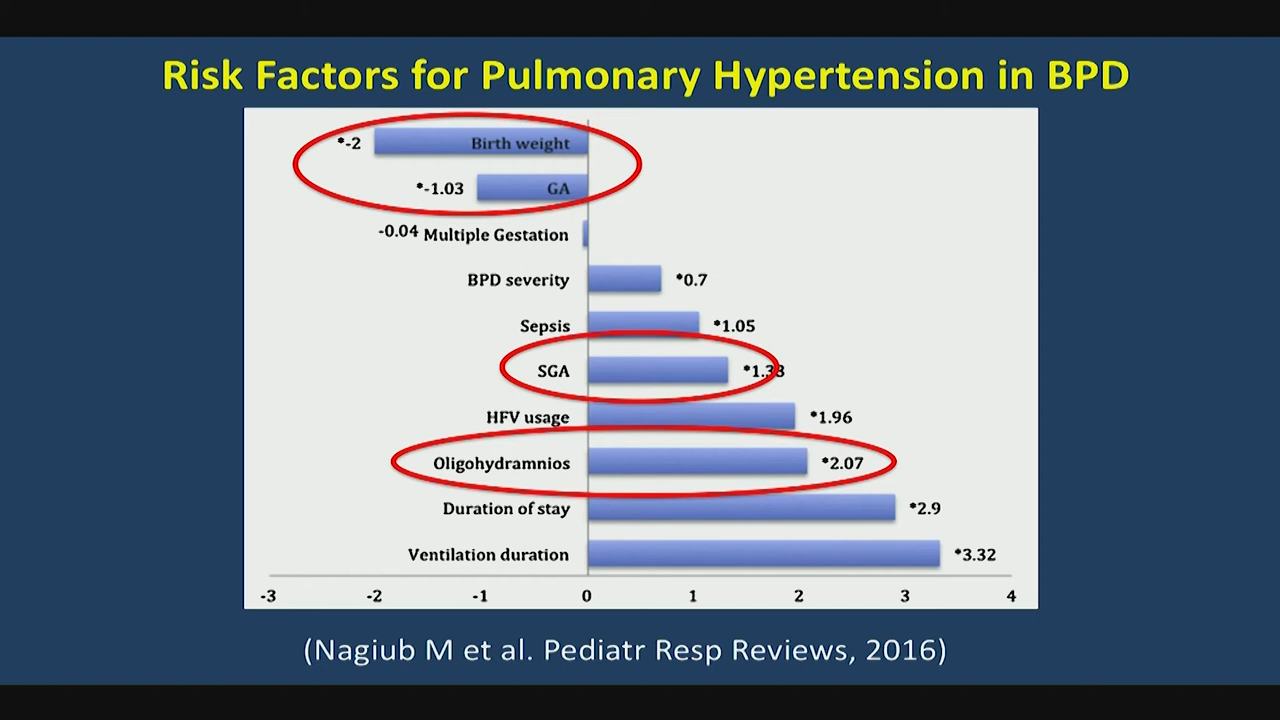 Risk Factors for Pulmonary Hypertension in BPD
*-2 Birth weight
*-1.03 GA
-0.04 Multiple Gestation
BPD severity *0.7
Sepsis *1.05
SGA *1.33
HFV usage *1.96
Oligohydramnios *2.07
Duration of stay *2.9
Ventilation duration *3.32
-3 -2 -1 0 1 2 3 4
(Nagiub M et al. Pediatr Resp Reviews, 2016)